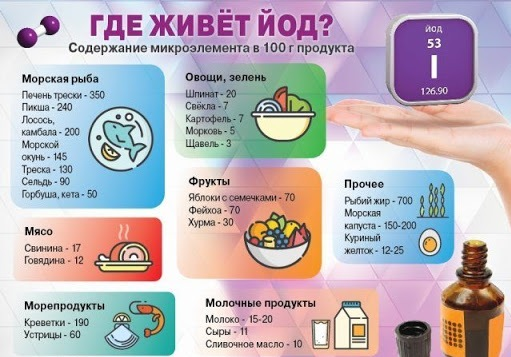 ГДЕ ЖИВЁТ ЙОД?
Содержание микроэлемента в 100 г продукта
ЙОД
53
I
126.90
Морская рыба
Печень трески - 350
Пикша - 240
Лосось,
камбала - 200
Морской
окунь - 145
Треска - 130
Сельдь - 90
Горбуша, кета - 50
Овощи, зелень
Шпинат - 20
Свёкла - 7
Картофель - 7
Морковь - 5
Щавель - 3
Фрукты
Яблоки с семечками - 70
Фейхоа - 70
Хурма - 30
Прочее
Рыбий жир - 700
Морская
капуста - 150-200
Куриный
желток - 12-25
Мясо
Свинина - 17
Говядина - 12
Морепродукты
Креветки - 190
Устрицы - 60
Молочные продукты
Молоко - 15-20
Сыры - 11
Сливочное масло - 10